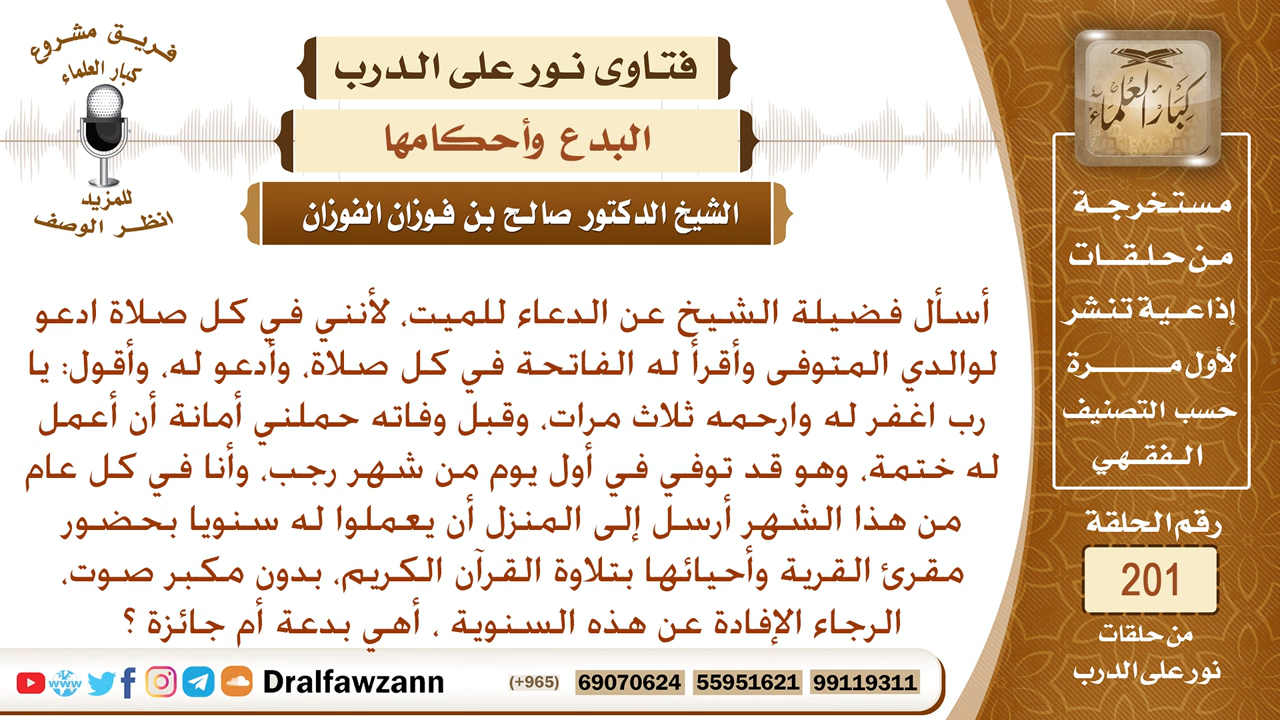 فريق مشروع
كبار العلماء
للمزيد
انظر الوصف
فتاوى نور على الدرب
البدع وأحكامها
الشيخ الدكتور صالح بن فوزان الفوزان
أسأل فضيلة الشيخ عن الدعاء للميت، لأنني في كل صلاة ادعو
لوالدي المتوفى وأقرأ له الفاتحة في كل صلاة، وأدعو له، وأقول: يا
رب اغفر له وارحمه ثلاث مرات، وقبل وفاته حملني أمانة أن أعمل
له ختمة، وهو قد توفي في أول يوم من شهر رجب، وأنا في كل عام
من هذا الشهر أرسل إلى المنزل أن يعملوا له سنويا بحضور
مقرئ القرية وأحيائها بتلاوة القرآن الكريم، بدون مكبر صوت،
الرجاء الإفادة عن هذه السنوية ، أهي بدعة أم جائزة ؟
كبار العلماء
مستخرجة
من حلقات
إذاعية تنشر
لأول مرة
حسب التصنيف
الفقهي
رقم الحلقة
201
من حلقات
نور على الدرب
www
Dralfawzann
(+965) 69070624 55951621 99119311